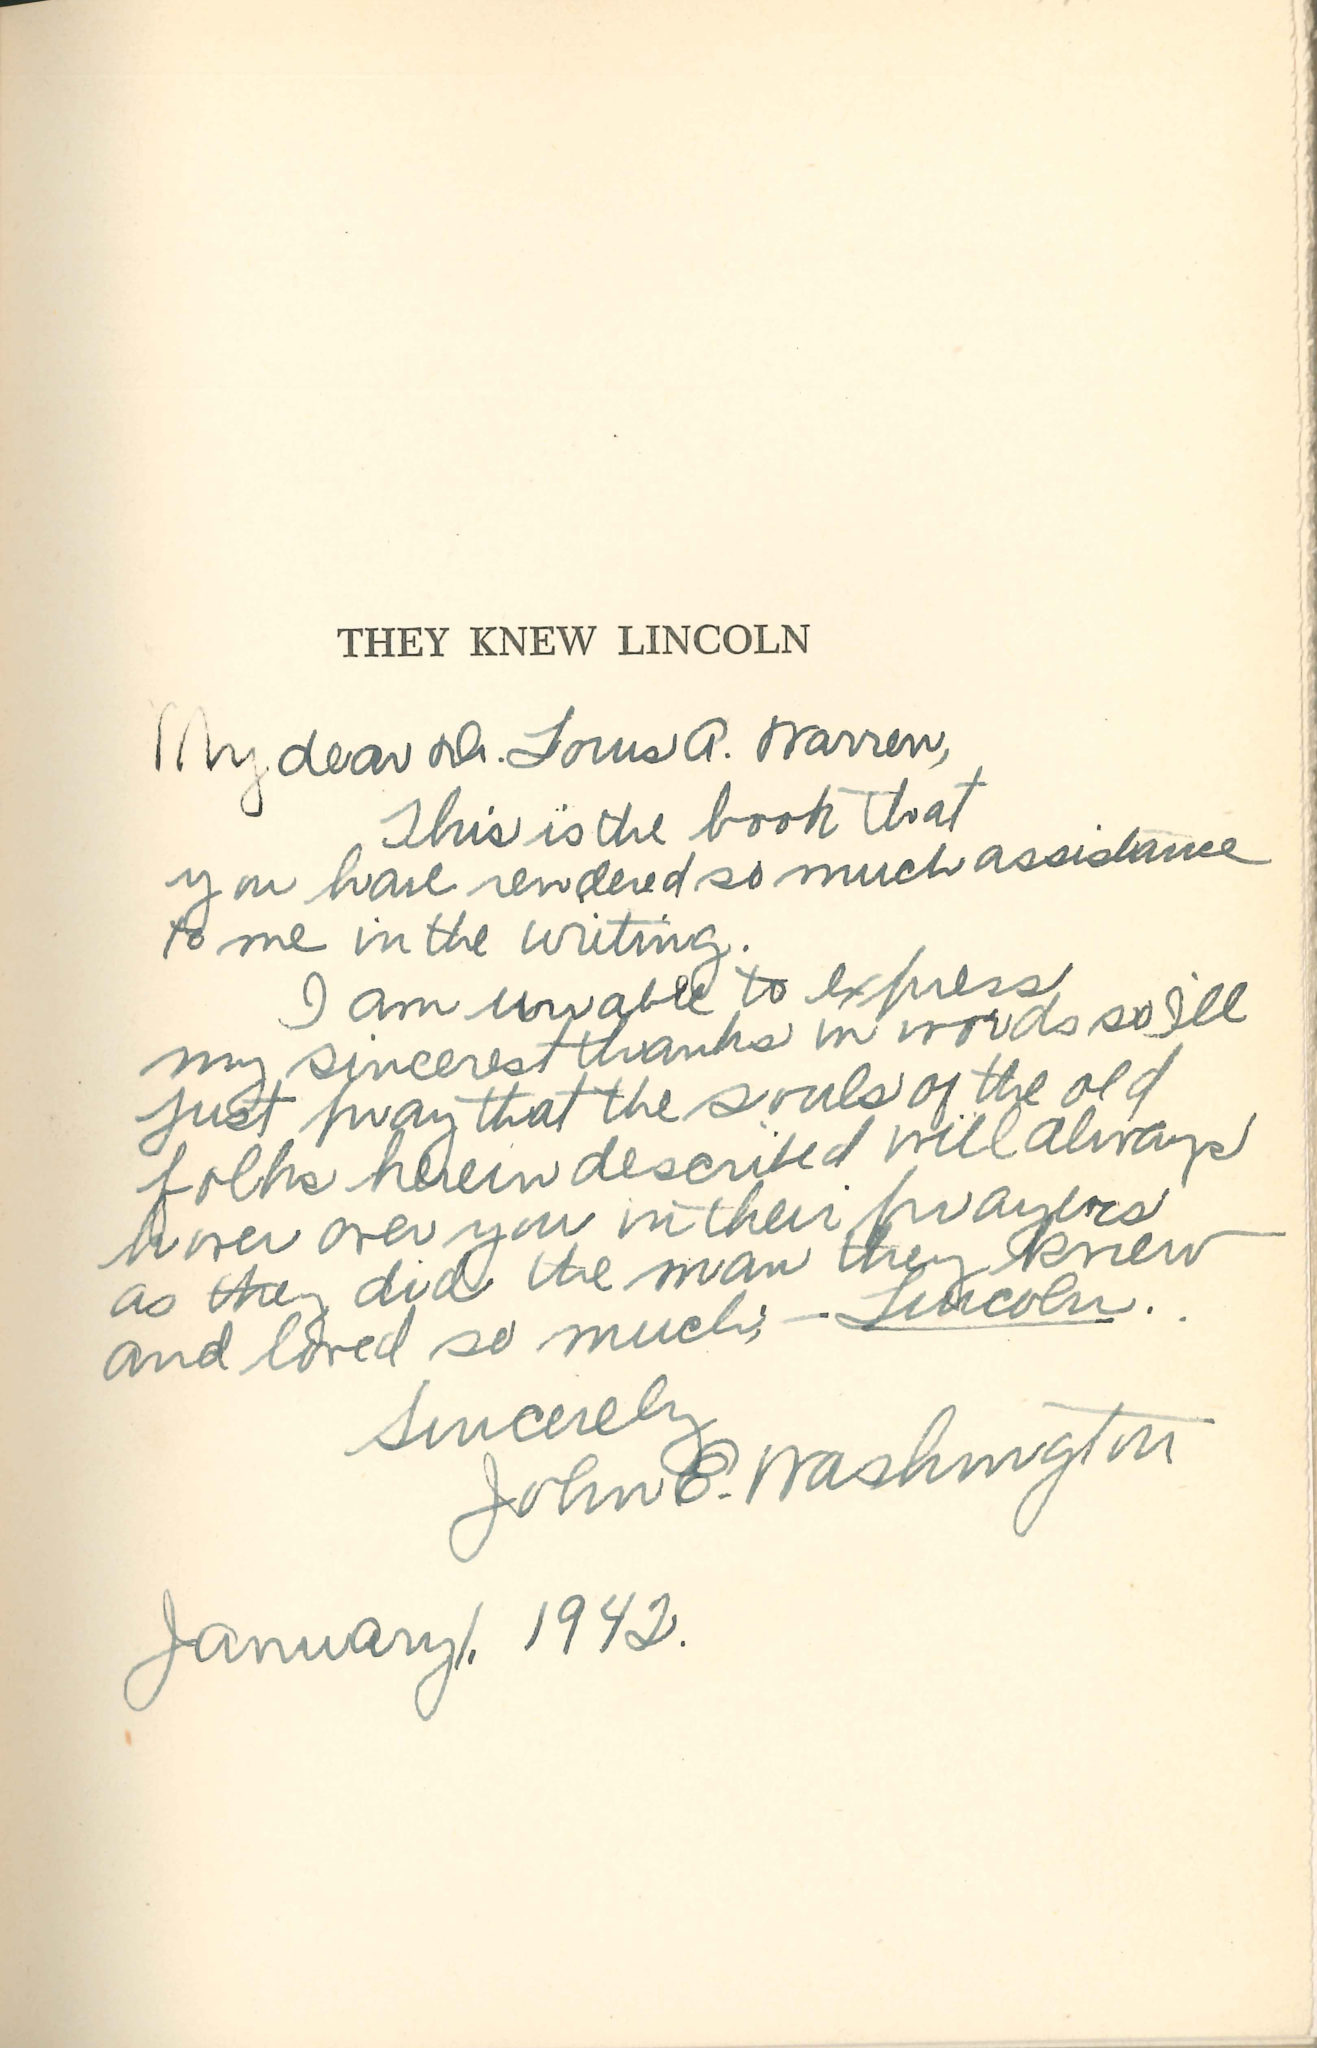 THEY KNEW LINCOLN
My dear Dr. Louis A. Warren,
This is the book that
you have rendered so much assistance
to me in the writing.
I am unable to express
my sincerest thanks in words so I'll
just pray that the souls of the old
folks herein described will always
hover over you in their prayers
as they did the man they knew
and loved so much, - Lincoln.
Sincerely
John E. Washington
January 1. 1942.